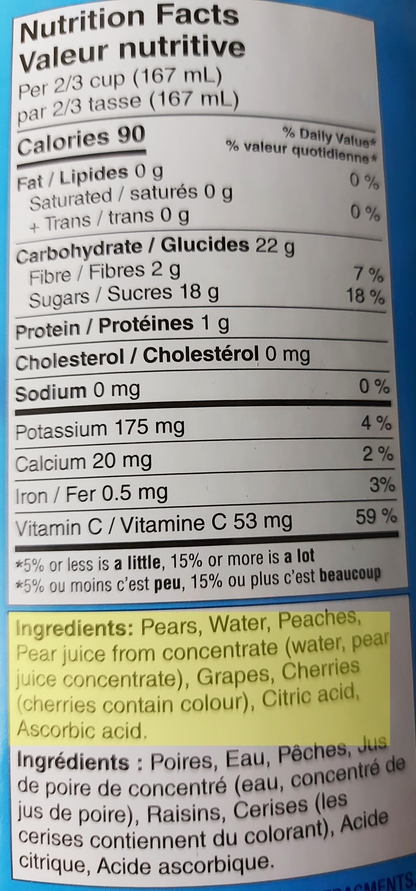 Nutrition Facts
Valeur nutritive
Per 2/3 cup (167 mL)
par 2/3 tasse (167 mL)
Calories 90
% Daily Value*
% valeur quotidienne*
Fat / Lipides 0 g 0 %
Saturated / saturés 0 g
+ Trans / trans 0 g 0 %
Carbohydrate / Glucides 22 g
Fibre / Fibres 2 g 7 %
Sugars / Sucres 18 g 18 %
Protein / Protéines 1 g
Cholesterol / Cholestérol 0 mg
Sodium 0 mg 0 %
Potassium 175 mg 4 %
Calcium 20 mg 2 %
Iron / Fer 0.5 mg 3%
Vitamin C / Vitamine C 53 mg 59 %
*5% or less is a little, 15% or more is a lot
*5% ou moins c'est peu, 15% ou plus c'est beaucoup
Ingredients: Pears, Water, Peaches,
Pear juice from concentrate (water, pear
juice concentrate), Grapes, Cherries
(cherries contain colour), Citric acid,
Ascorbic acid.
Ingrédients : Poires, Eau, Pêches, Jus
de poire de concentré (eau, concentré de
jus de poire), Raisins, Cerises (les
cerises contiennent du colorant), Acide
citrique, Acide ascorbique.